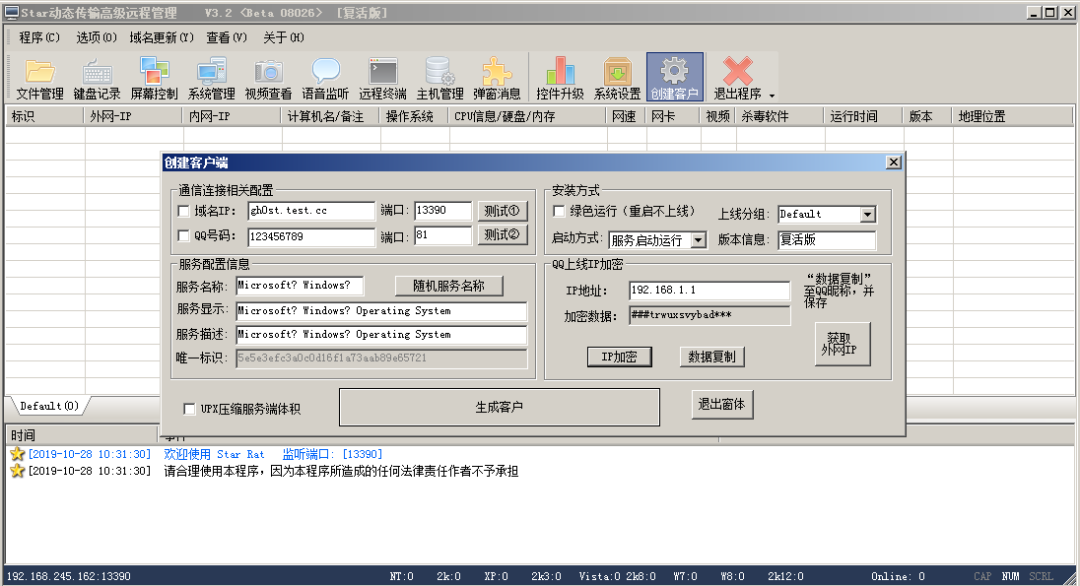 Star动态传输高级远程管理 V3.2 <Beta 08026> [复活版]
程序(C) 选项(O) 域名更新(Y) 查看(V) 关于(H)
文件管理 键盘记录 屏幕控制 系统管理 视频查看 语音监听 远程终端 主机管理 弹窗消息 控件升级 系统设置 创建客户 退出程序
标识 外网-IP 内网-IP 计算机名/备注 操作系统 CPU信息/硬盘/内存 网速 网卡 视频 杀毒软件 运行时间 版本 地理位置
创建客户端
通信连接相关配置
域名IP: gh0st.test.cc 端口: 13390 测试①
QQ号码: 123456789 端口: 81 测试②
安装方式
绿色运行（重启不上线） 上线分组: Default
启动方式: 服务启动运行 版本信息: 复活版
服务配置信息
服务名称: Microsoft? Windows? 随机服务名称
服务显示: Microsoft? Windows? Operating System
服务描述: Microsoft? Windows? Operating System
唯一标识: 5e5e3efc3a0c0d16f1a73aab89e65721
QQ上线IP加密
IP地址: 192.168.1.1
加密数据: ###trwuxsvybad***
“数据复制”
至QQ昵称，并
保存
IP加密 数据复制
获取
外网IP
UPX压缩服务端体积 生成客户 退出窗体
Default(0)
时间 事件
[2019-10-28 10:31:30] 欢迎使用 Star Rat 监听端口: [13390]
[2019-10-28 10:31:30] 请合理使用本程序，因为本程序所造成的任何法律责任作者不予承担
192.168.245.162:13390 NT:0 2k:0 XP:0 2k3:0 Vista:0 2k8:0 W7:0 W8:0 2k12:0 Online: 0 CAP NUM SCRL